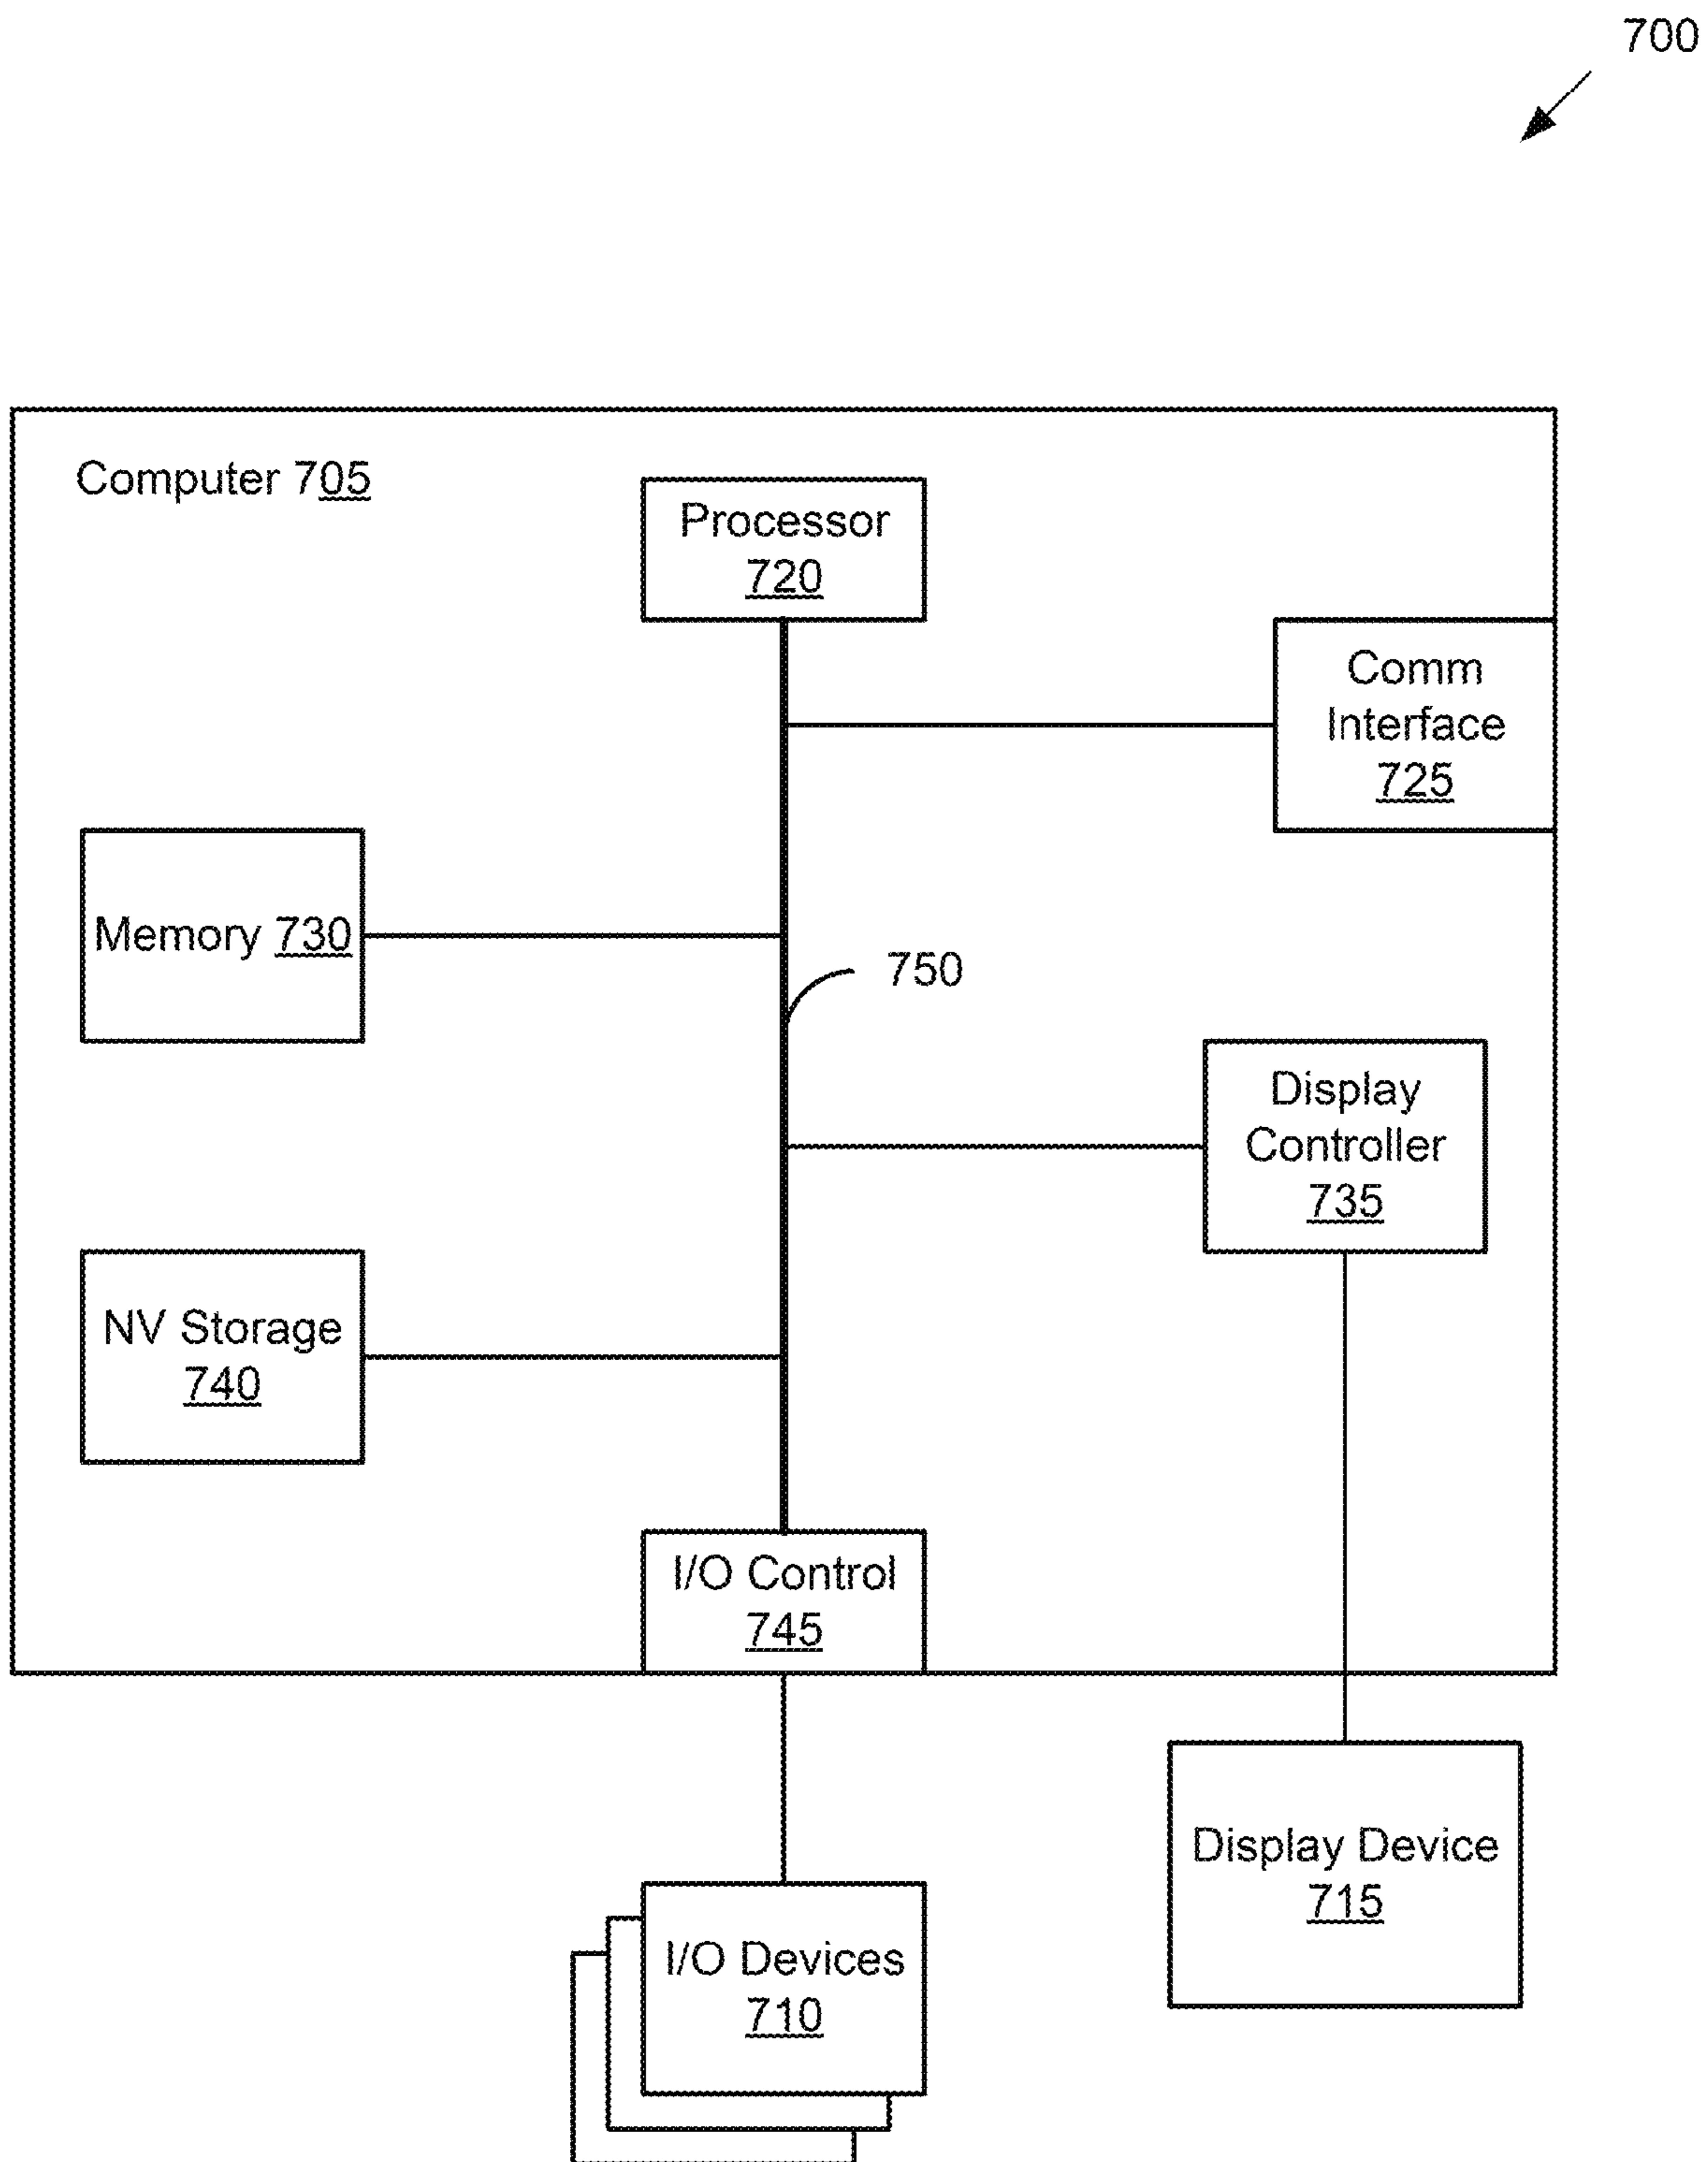 700
Computer 705
Processor
720
Comm
Interface
725
Memory 730
750
Display
Controller
735
NV Storage
740
I/O Control
745
Display Device
715
I/O Devices
710